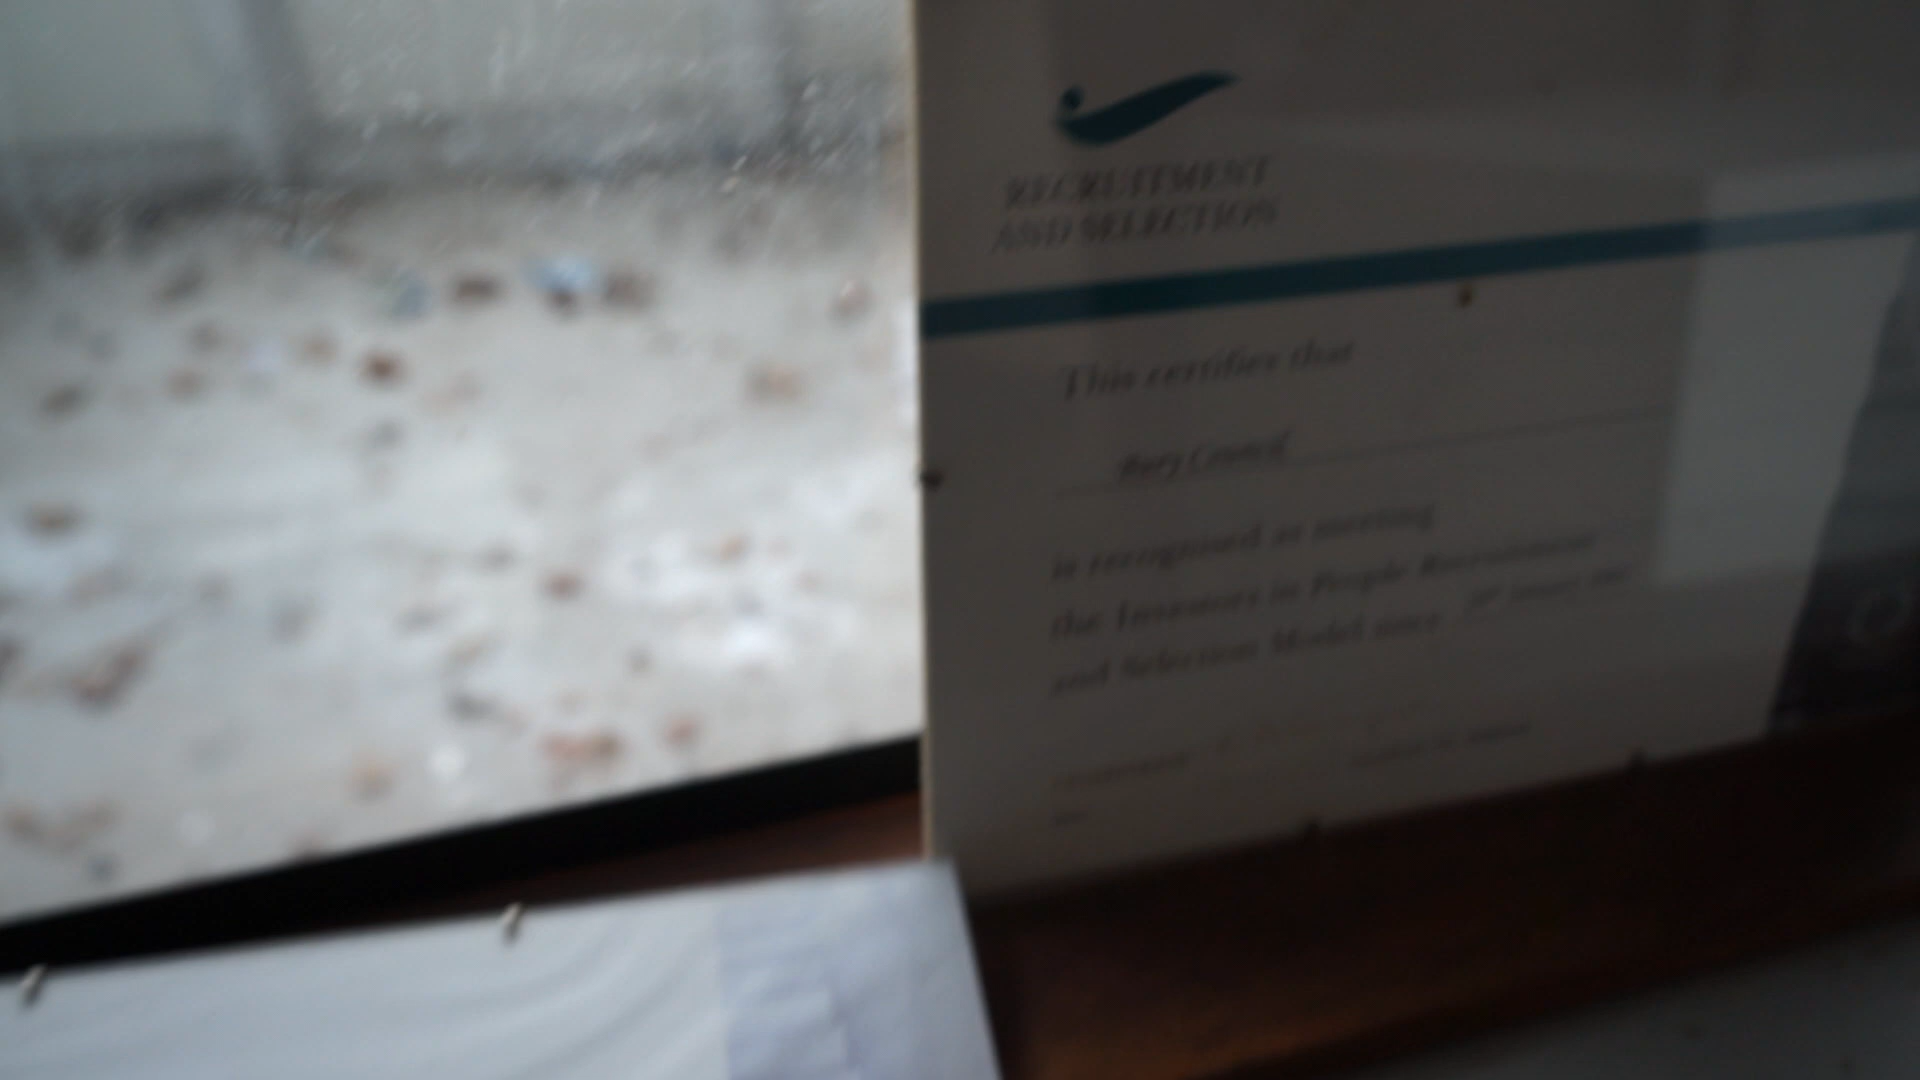 RECRUITMENT
AND SELECTION
This certifies that
Bury Council
is recognised as meeting
the Investors in People Recruitment
and Selection Model since